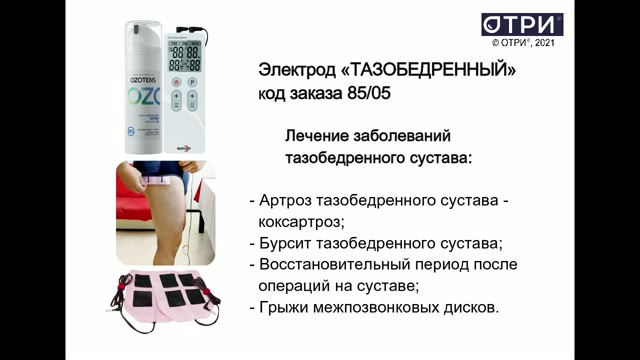 ОТРИ
© ОТРИ®, 2021
Электрод «ТАЗОБЕДРЕННЫЙ»
код заказа 85/05
Лечение заболеваний
тазобедренного сустава:
- Артроз тазобедренного сустава -
коксартроз;
- Бурсит тазобедренного сустава;
- Восстановительный период после
операций на суставе;
- Грыжи межпозвонковых дисков.
OZOTENS
OZO